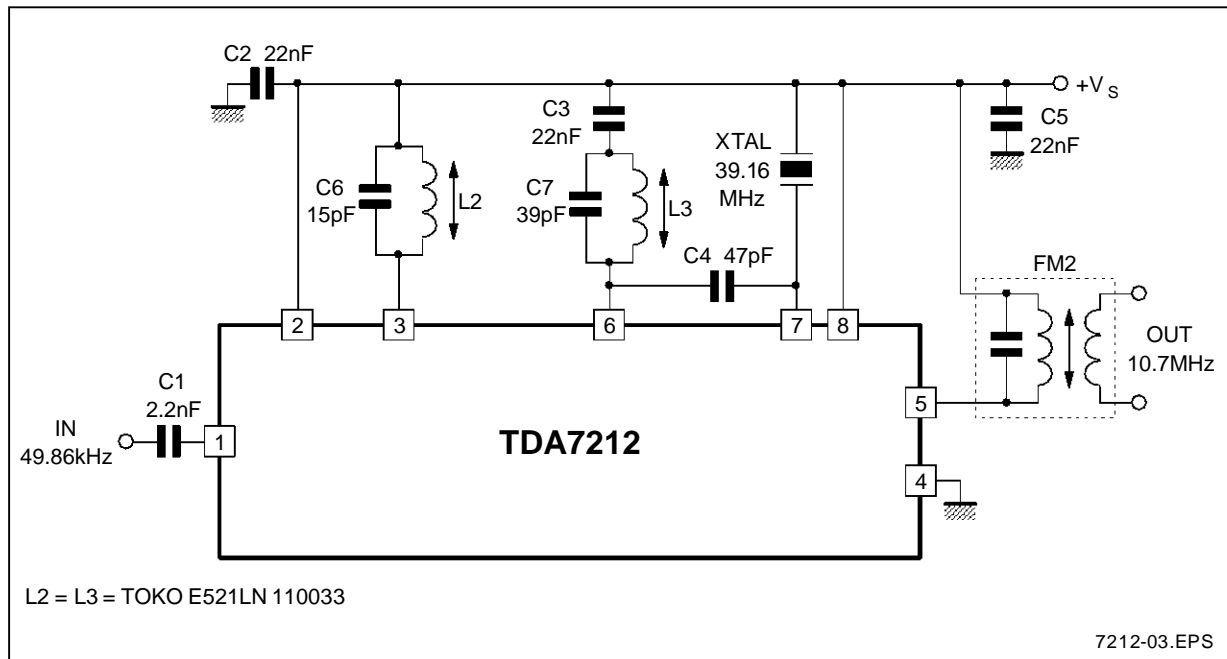 C2 22nF
+VS
C3
22nF
XTAL
39.16
MHz
C5
22nF
C6
15pF
L2
C7
39pF
L3
C4 47pF
FM2
2
3
6
7
8
OUT
10.7MHz
C1
2.2nF
5
IN
49.86kHz
1
TDA7212
4
L2 = L3 = TOKO E521LN 110033
7212-03.EPS